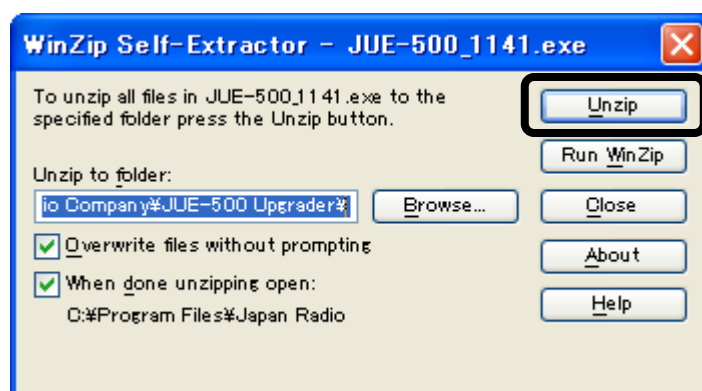 WinZip Self-Extractor - JUE-500_1141.exe
To unzip all files in JUE-500_1141.exe to the
specified folder press the Unzip button.
Unzip to folder:
io Company¥JUE-500 Upgrader¥
Browse...
Overwrite files without prompting
When done unzipping open:
C:¥Program Files¥Japan Radio
Unzip
Run WinZip
Close
About
Help